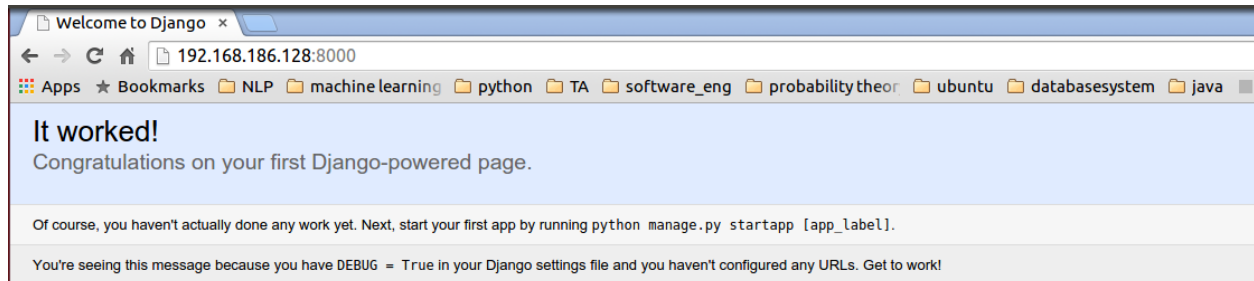 Welcome to Django
192.168.186.128:8000
Apps Bookmarks NLP machine learning python TA software_eng probability theor ubuntu databasesystem java
It worked!
Congratulations on your first Django-powered page.
Of course, you haven't actually done any work yet. Next, start your first app by running python manage.py startapp [app_label].
You're seeing this message because you have DEBUG = True in your Django settings file and you haven't configured any URLs. Get to work!